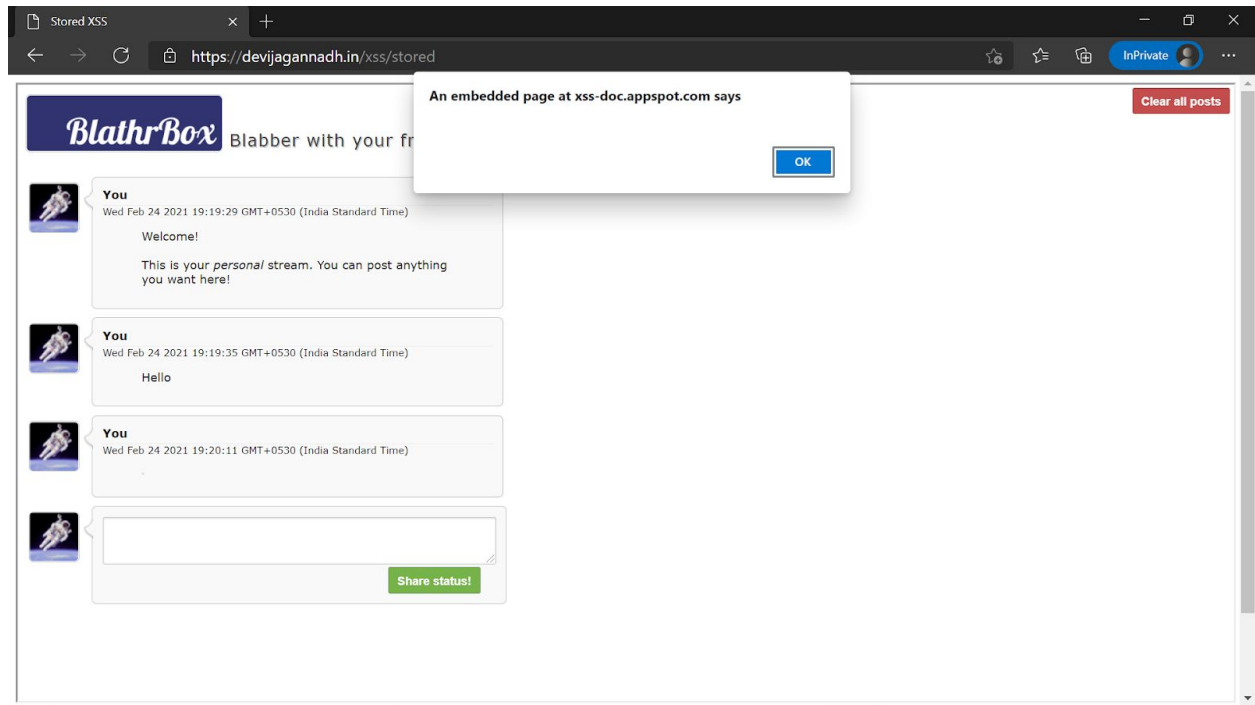 Stored XSS
https://devijagannadh.in/xss/stored
InPrivate
An embedded page at xss-doc.appspot.com says
OK
Clear all posts
BlathrBox Blabber with your fr
You
Wed Feb 24 2021 19:19:29 GMT+0530 (India Standard Time)
Welcome!
This is your personal stream. You can post anything
you want here!
You
Wed Feb 24 2021 19:19:35 GMT+0530 (India Standard Time)
Hello
You
Wed Feb 24 2021 19:20:11 GMT+0530 (India Standard Time)
Share status!